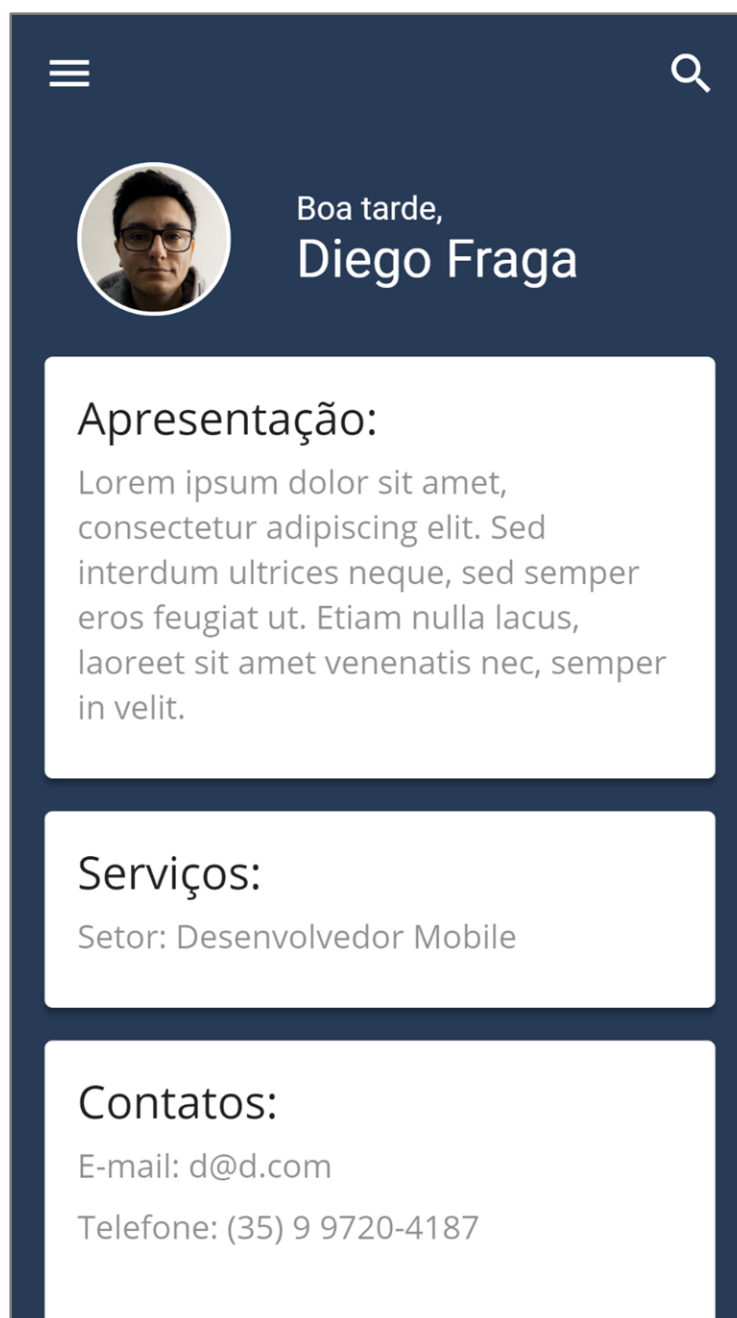 Boa tarde,
Diego Fraga
Apresentação:
Lorem ipsum dolor sit amet,
consectetur adipiscing elit. Sed
interdum ultrices neque, sed semper
eros feugiat ut. Etiam nulla lacus,
laoreet sit amet venenatis nec, semper
in velit.
Serviços:
Setor: Desenvolvedor Mobile
Contatos:
E-mail: d@d.com
Telefone: (35) 9 9720-4187